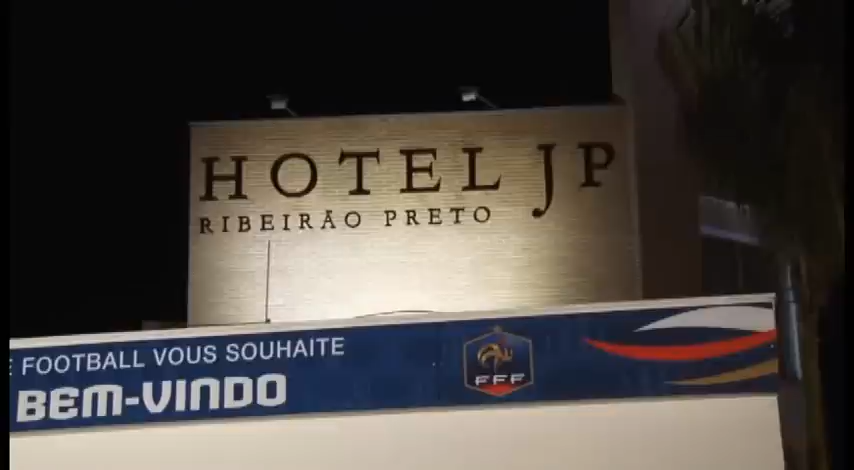 HOTEL JP
RIBEIRÃO PRETO
FOOTBALL VOUS SOUHAITE
BEM-VINDO
FFF